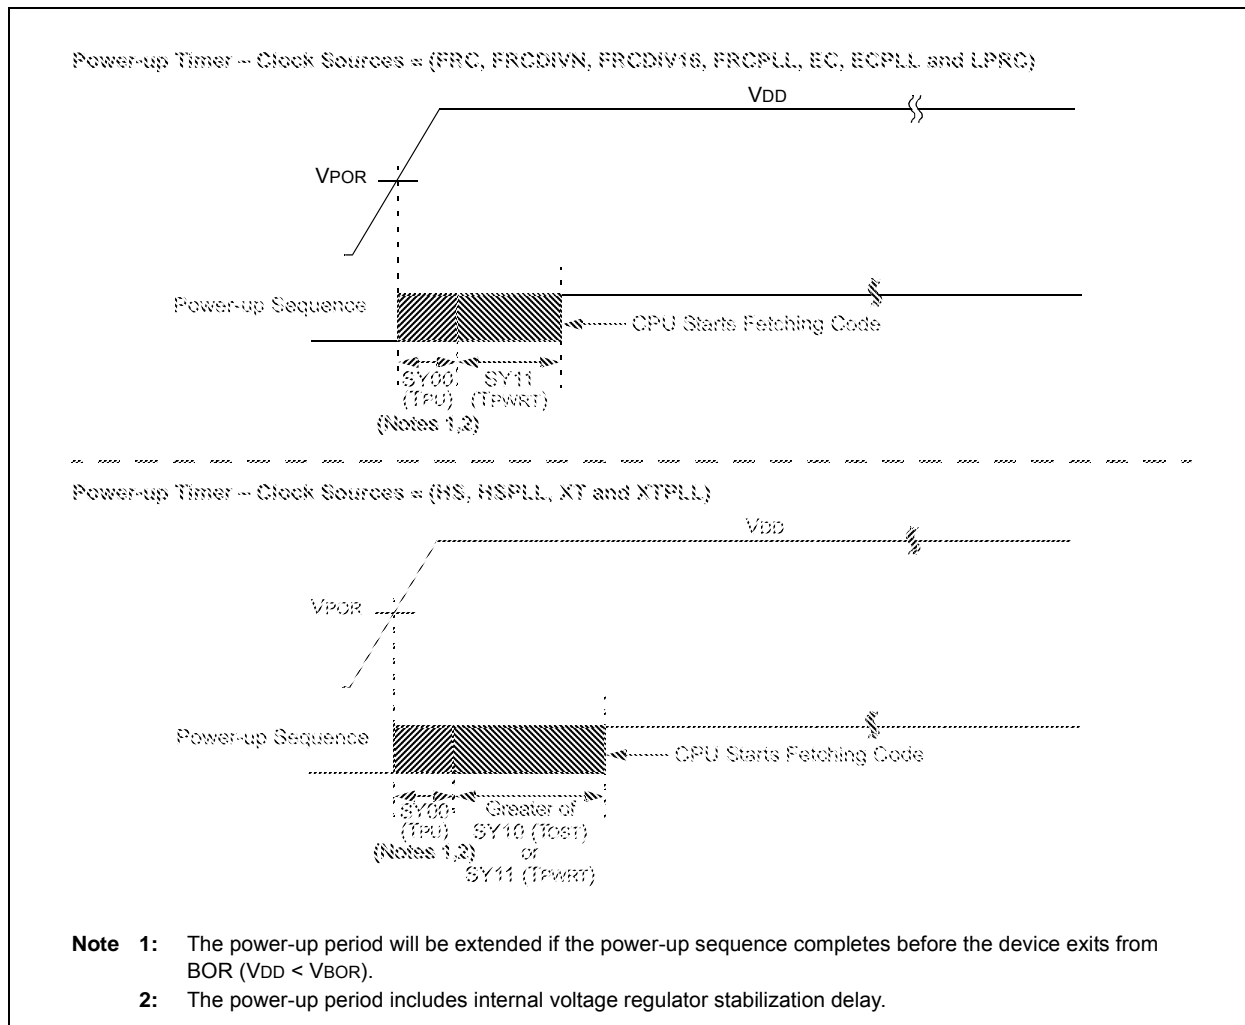 Power-up Timer – Clock Sources = (FRC, FRCDIVN, FRCDIV16, FRCPLL, EC, ECPLL and LPRC)
VDD
VPOR
Power-up Sequence
CPU Starts Fetching Code
SY00 SY11
(TPU) (TPWRT)
(Notes 1,2)
Power-up Timer – Clock Sources = (HS, HSPLL, XT and XTPLL)
VDD
VPOR
Power-up Sequence
CPU Starts Fetching Code
SY00 Greater of
(TPU) SY10 (TOST)
(Notes 1,2) or
SY11 (TPWRT)
Note 1: The power-up period will be extended if the power-up sequence completes before the device exits from
BOR (VDD < VBOR).
2: The power-up period includes internal voltage regulator stabilization delay.